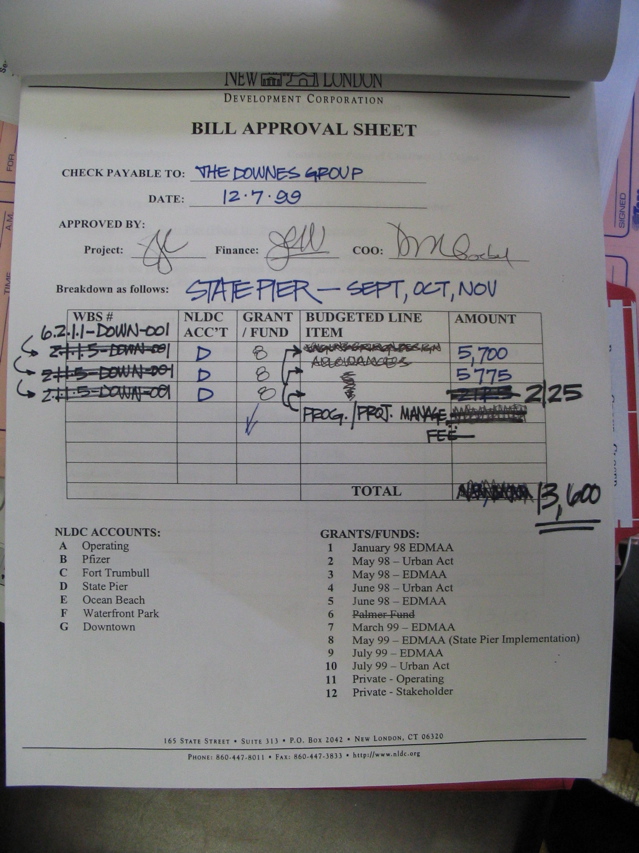 NEW LONDON
DEVELOPMENT CORPORATION
BILL APPROVAL SHEET
CHECK PAYABLE TO: THE DOWNES GROUP
DATE: 12.7.99
APPROVED BY:
Project: Finance: COO:
Breakdown as follows: STATE PIER - SEPT, OCT, NOV
WBS # NLDC ACC'T GRANT / FUND BUDGETED LINE ITEM AMOUNT
6.2.1.1-DOWN-001
2.1.1.5-DOWN-001 D 8 ALLOWANCES 5,700
2.1.1.5-DOWN-001 D 8 5775
2.1.1.5-DOWN-001 D 8 2125
PROG. / PROJ. MANAGE
FEE
TOTAL 13,600
NLDC ACCOUNTS:
A Operating
B Pfizer
C Fort Trumbull
D State Pier
E Ocean Beach
F Waterfront Park
G Downtown
GRANTS/FUNDS:
1 January 98 EDMAA
2 May 98 – Urban Act
3 May 98 – EDMAA
4 June 98 – Urban Act
5 June 98 – EDMAA
6 Palmer Fund
7 March 99 – EDMAA
8 May 99 – EDMAA (State Pier Implementation)
9 July 99 – EDMAA
10 July 99 – Urban Act
11 Private - Operating
12 Private - Stakeholder
165 STATE STREET • SUITE 313 • P.O. BOX 2042 • NEW LONDON, CT 06320
PHONE: 860-447-8011 • FAX: 860-447-3833 • http://www.nldc.org
FOR
A.M.
TIME
SIGNED